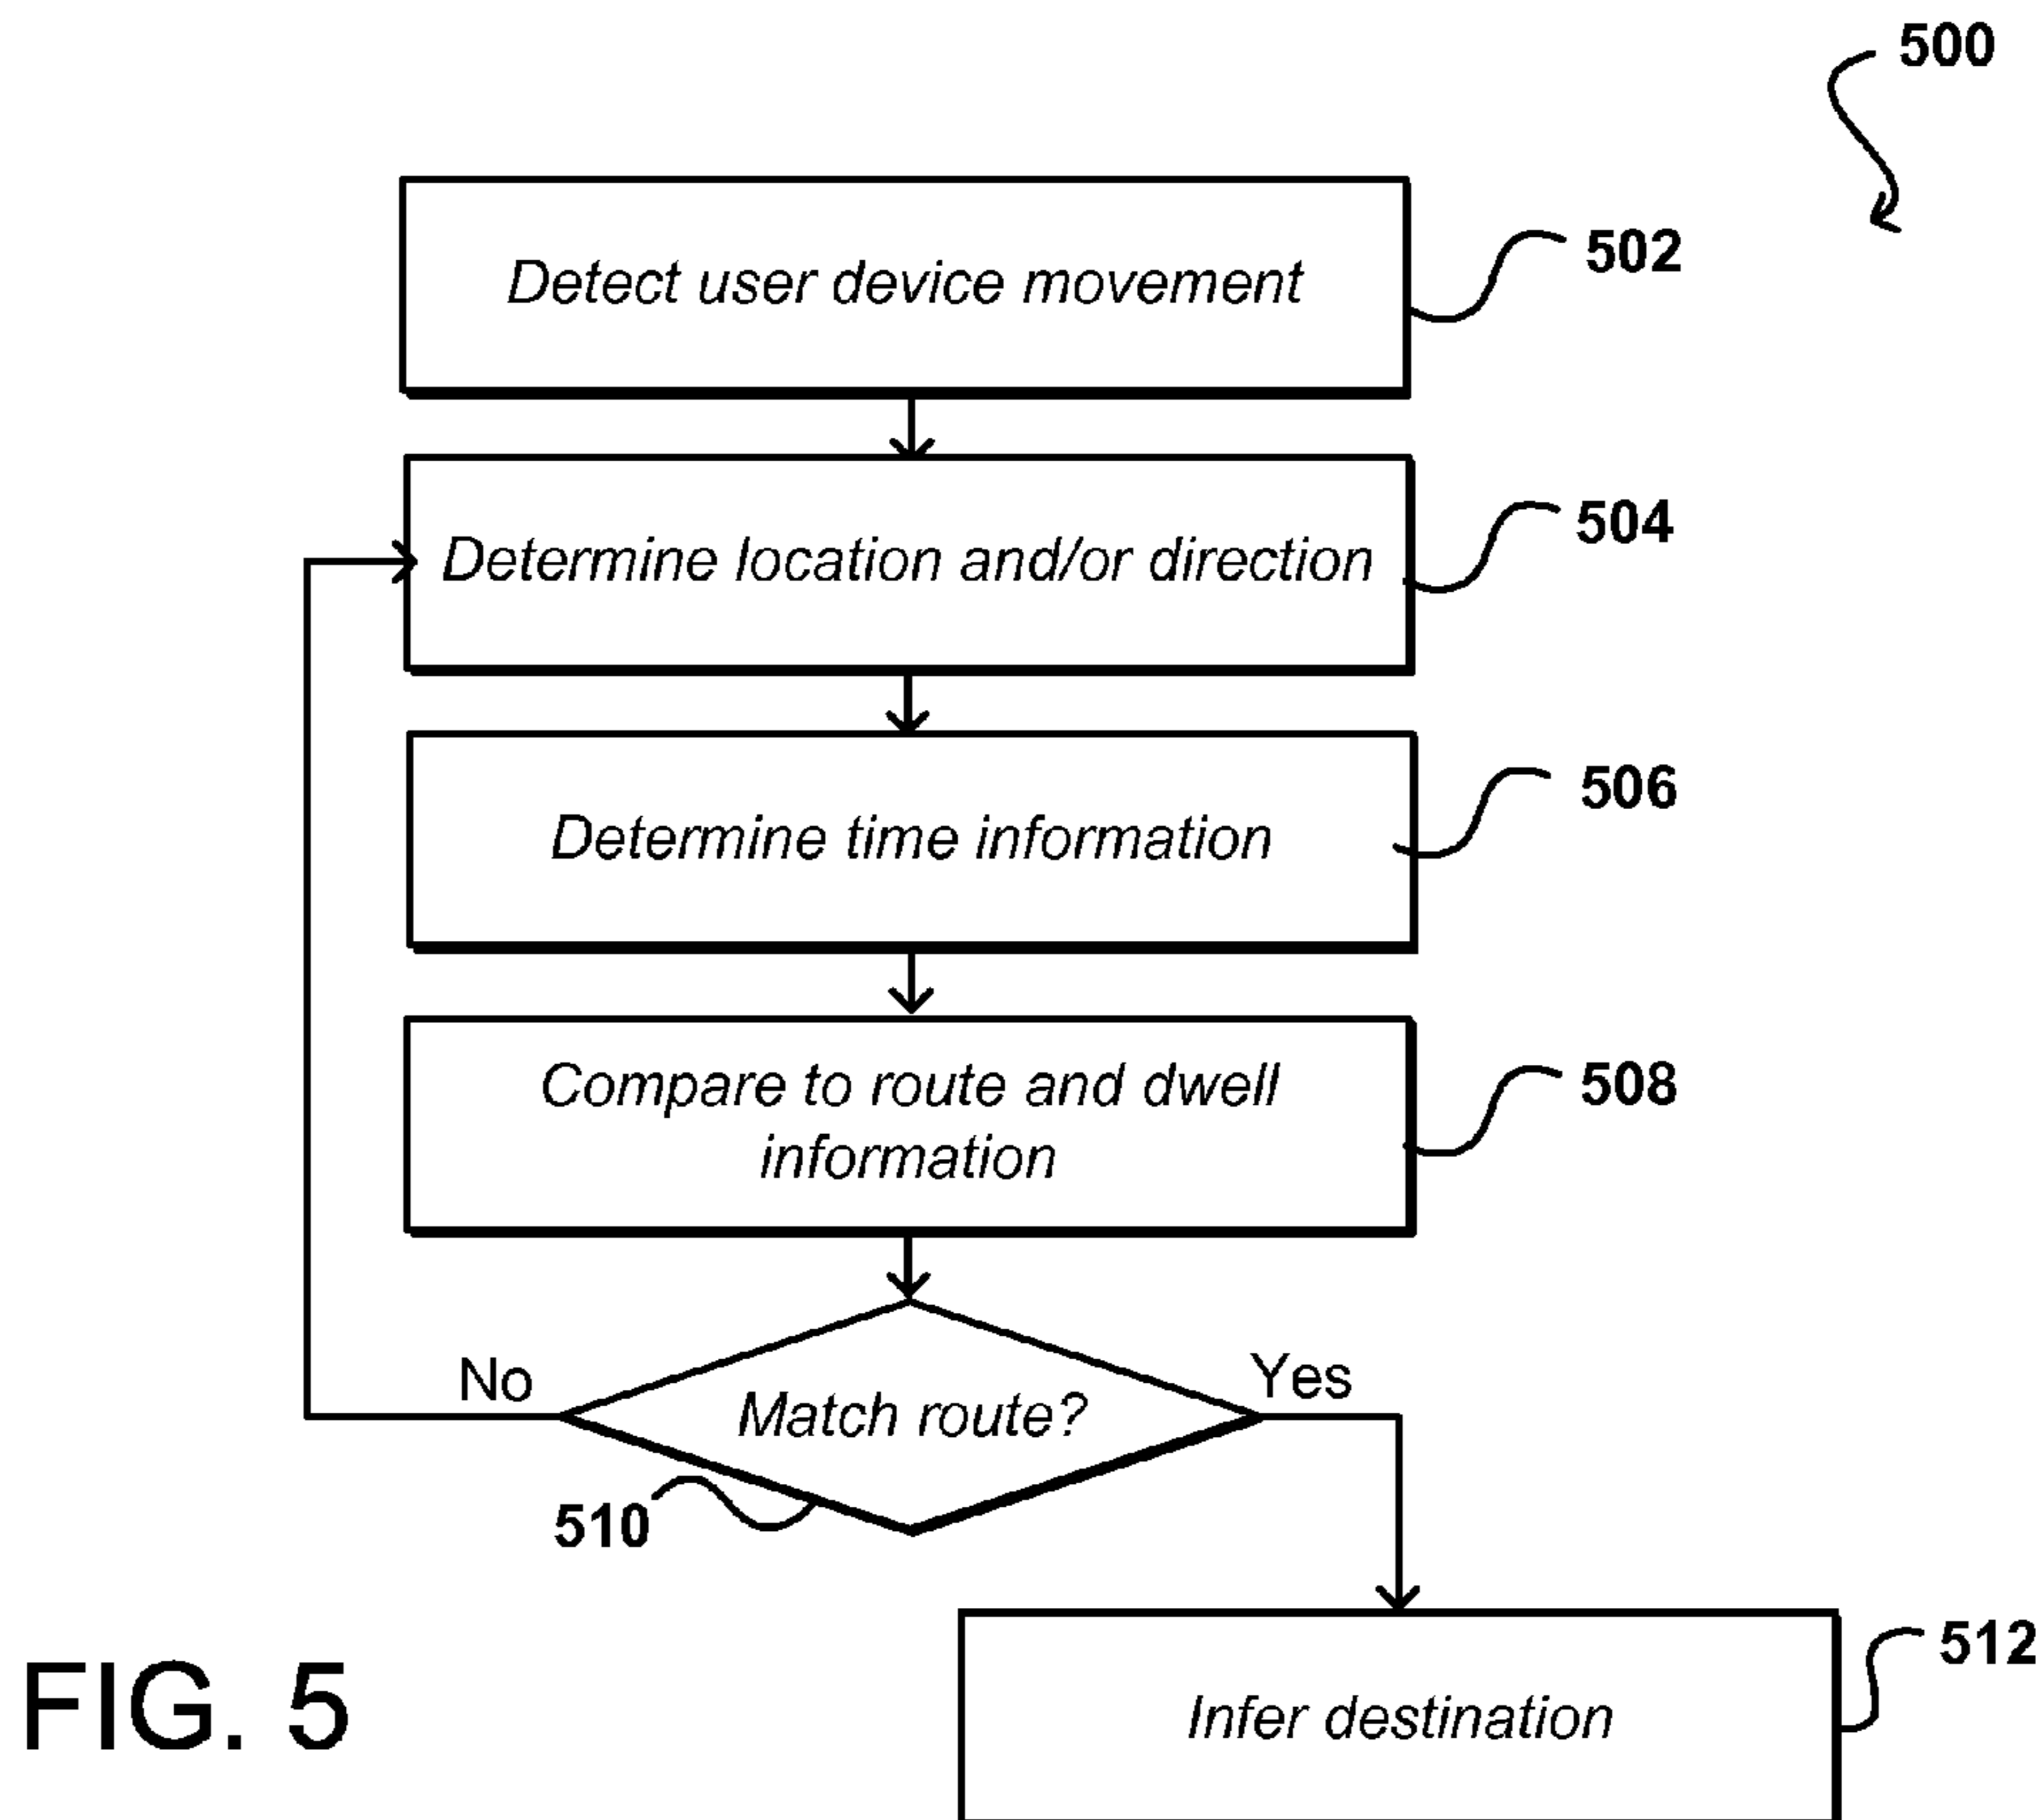 500
Detect user device movement
502
Determine location and/or direction
504
Determine time information
506
Compare to route and dwell
information
508
No
Yes
Match route?
510
Infer destination
512
FIG. 5